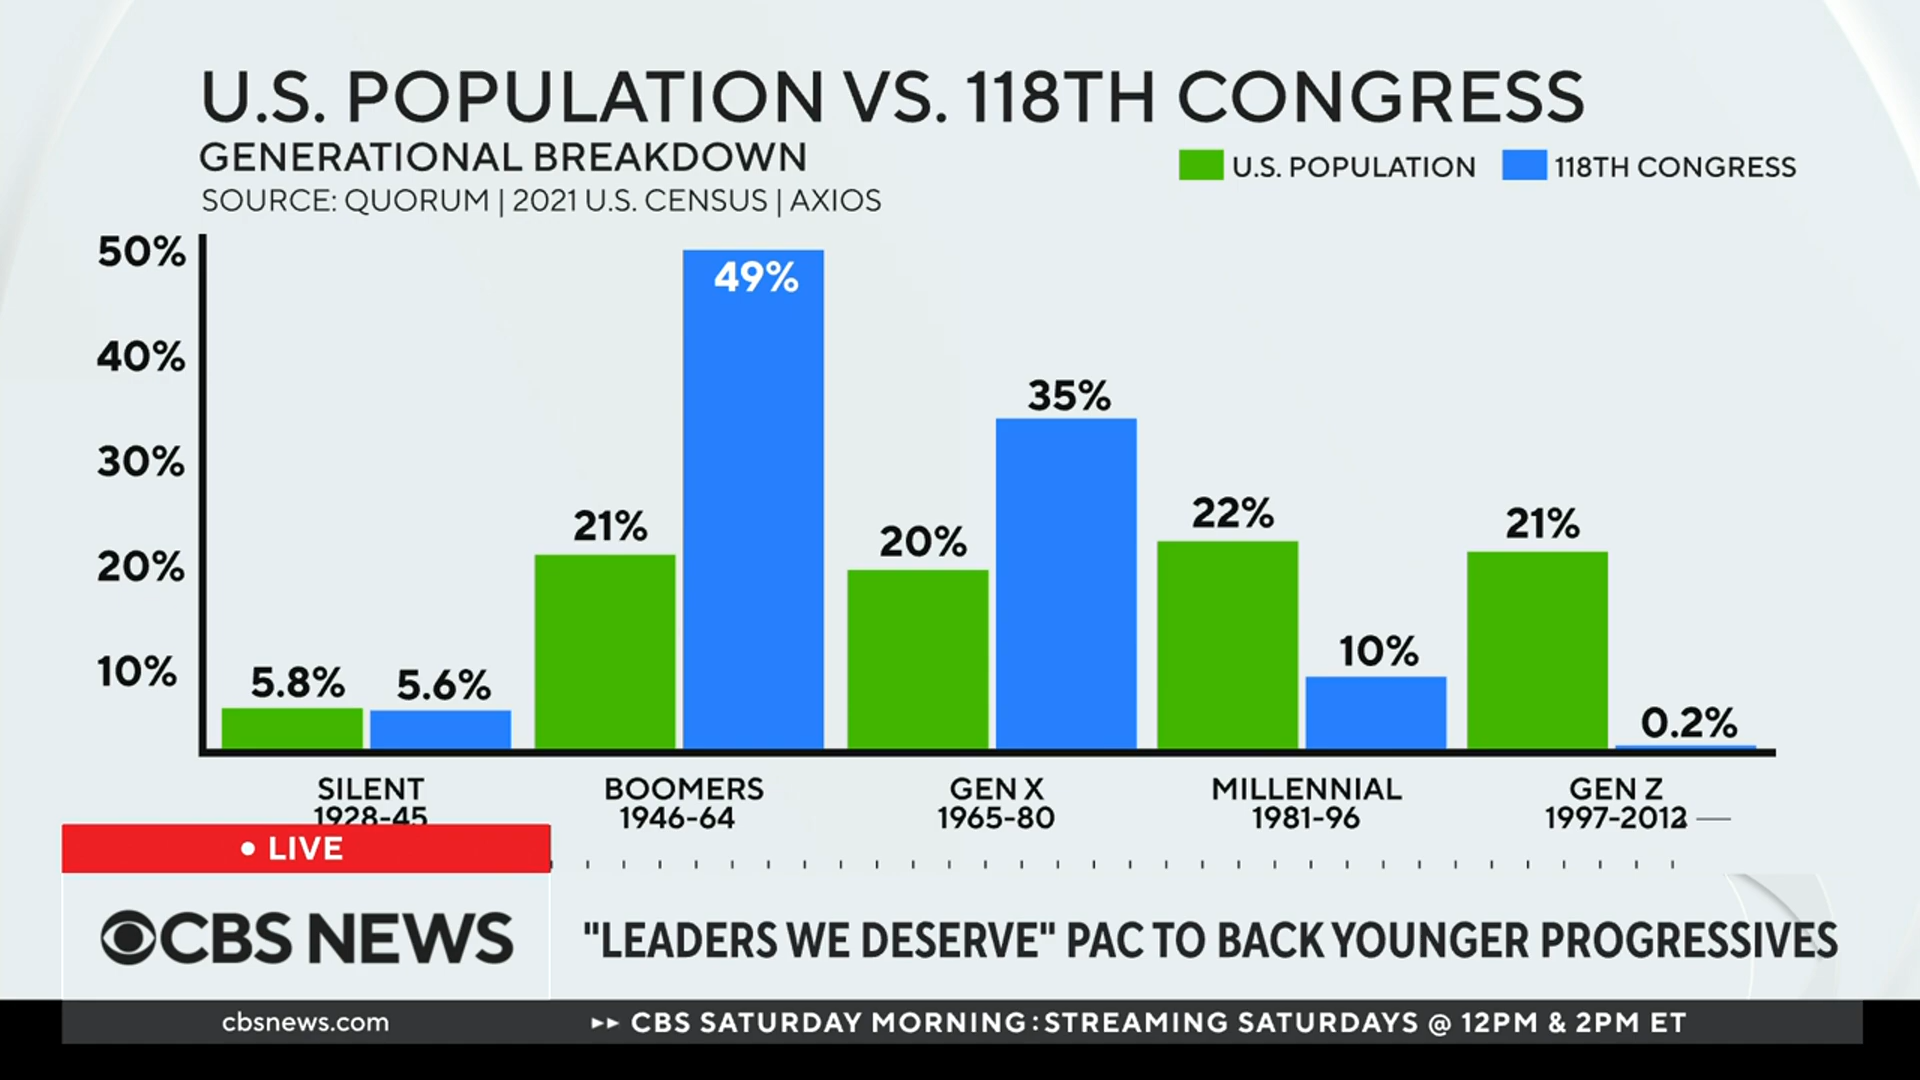 U.S. POPULATION VS. 118TH CONGRESS
GENERATIONAL BREAKDOWN
SOURCE: QUORUM | 2021 U.S. CENSUS | AXIOS
U.S. POPULATION
118TH CONGRESS
50%
40%
30%
20%
10%
5.8%
5.6%
21%
49%
20%
35%
22%
10%
21%
0.2%
SILENT
1928-45
BOOMERS
1946-64
GEN X
1965-80
MILLENNIAL
1981-96
GEN Z
1997-2012
• LIVE
CBS NEWS
"LEADERS WE DESERVE" PAC TO BACK YOUNGER PROGRESSIVES
cbsnews.com
CBS SATURDAY MORNING: STREAMING SATURDAYS @ 12PM & 2PM ET